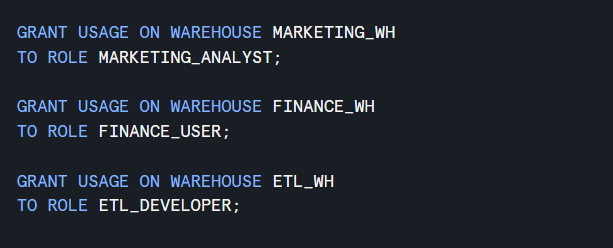 GRANT USAGE ON WAREHOUSE MARKETING_WH
TO ROLE MARKETING_ANALYST;
GRANT USAGE ON WAREHOUSE FINANCE_WH
TO ROLE FINANCE_USER;
GRANT USAGE ON WAREHOUSE ETL_WH
TO ROLE ETL_DEVELOPER;